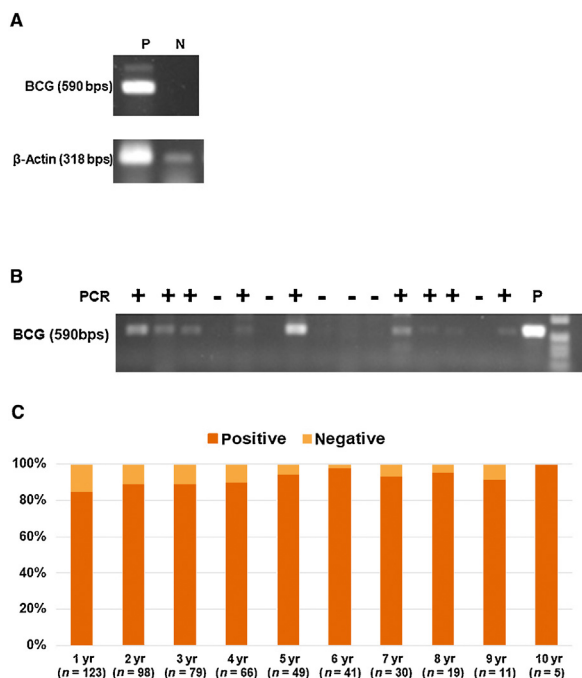 A
P N
BCG (590 bps)
β-Actin (318 bps)
B
PCR + + + - + - + - - - + + + - + P
BCG (590bps)
C
Positive Negative
100%
80%
60%
40%
20%
0%
1 yr 2 yr 3 yr 4 yr 5 yr 6 yr 7 yr 8 yr 9 yr 10 yr
(n = 123) (n = 98) (n = 79) (n = 66) (n = 49) (n = 41) (n = 30) (n = 19) (n = 11) (n = 5)